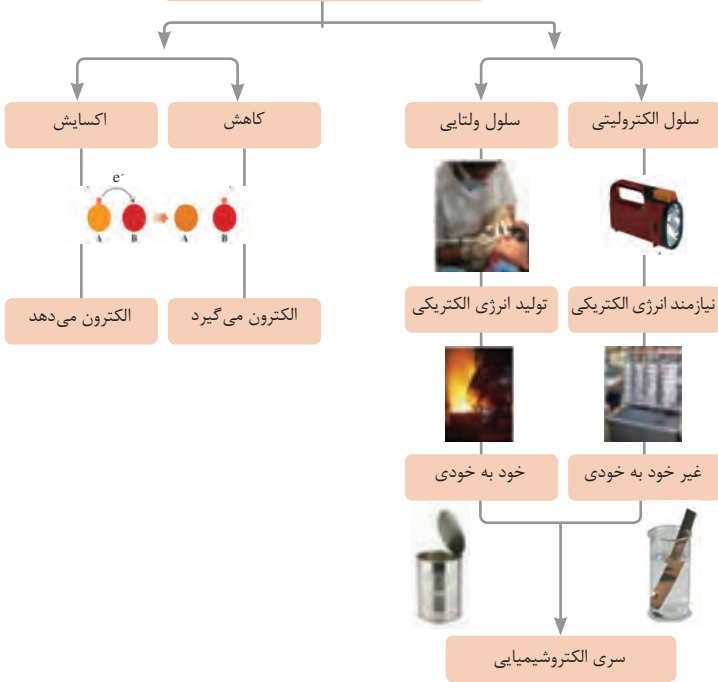 سلول الکترولیتی
سلول ولتایی
کاهش
اکسایش
e-
A B A B
نیازمند انرژی الکتریکی
تولید انرژی الکتریکی
الکترون می‌گیرد
الکترون می‌دهد
غیر خود به خودی
خود به خودی
سری الکتروشیمیایی